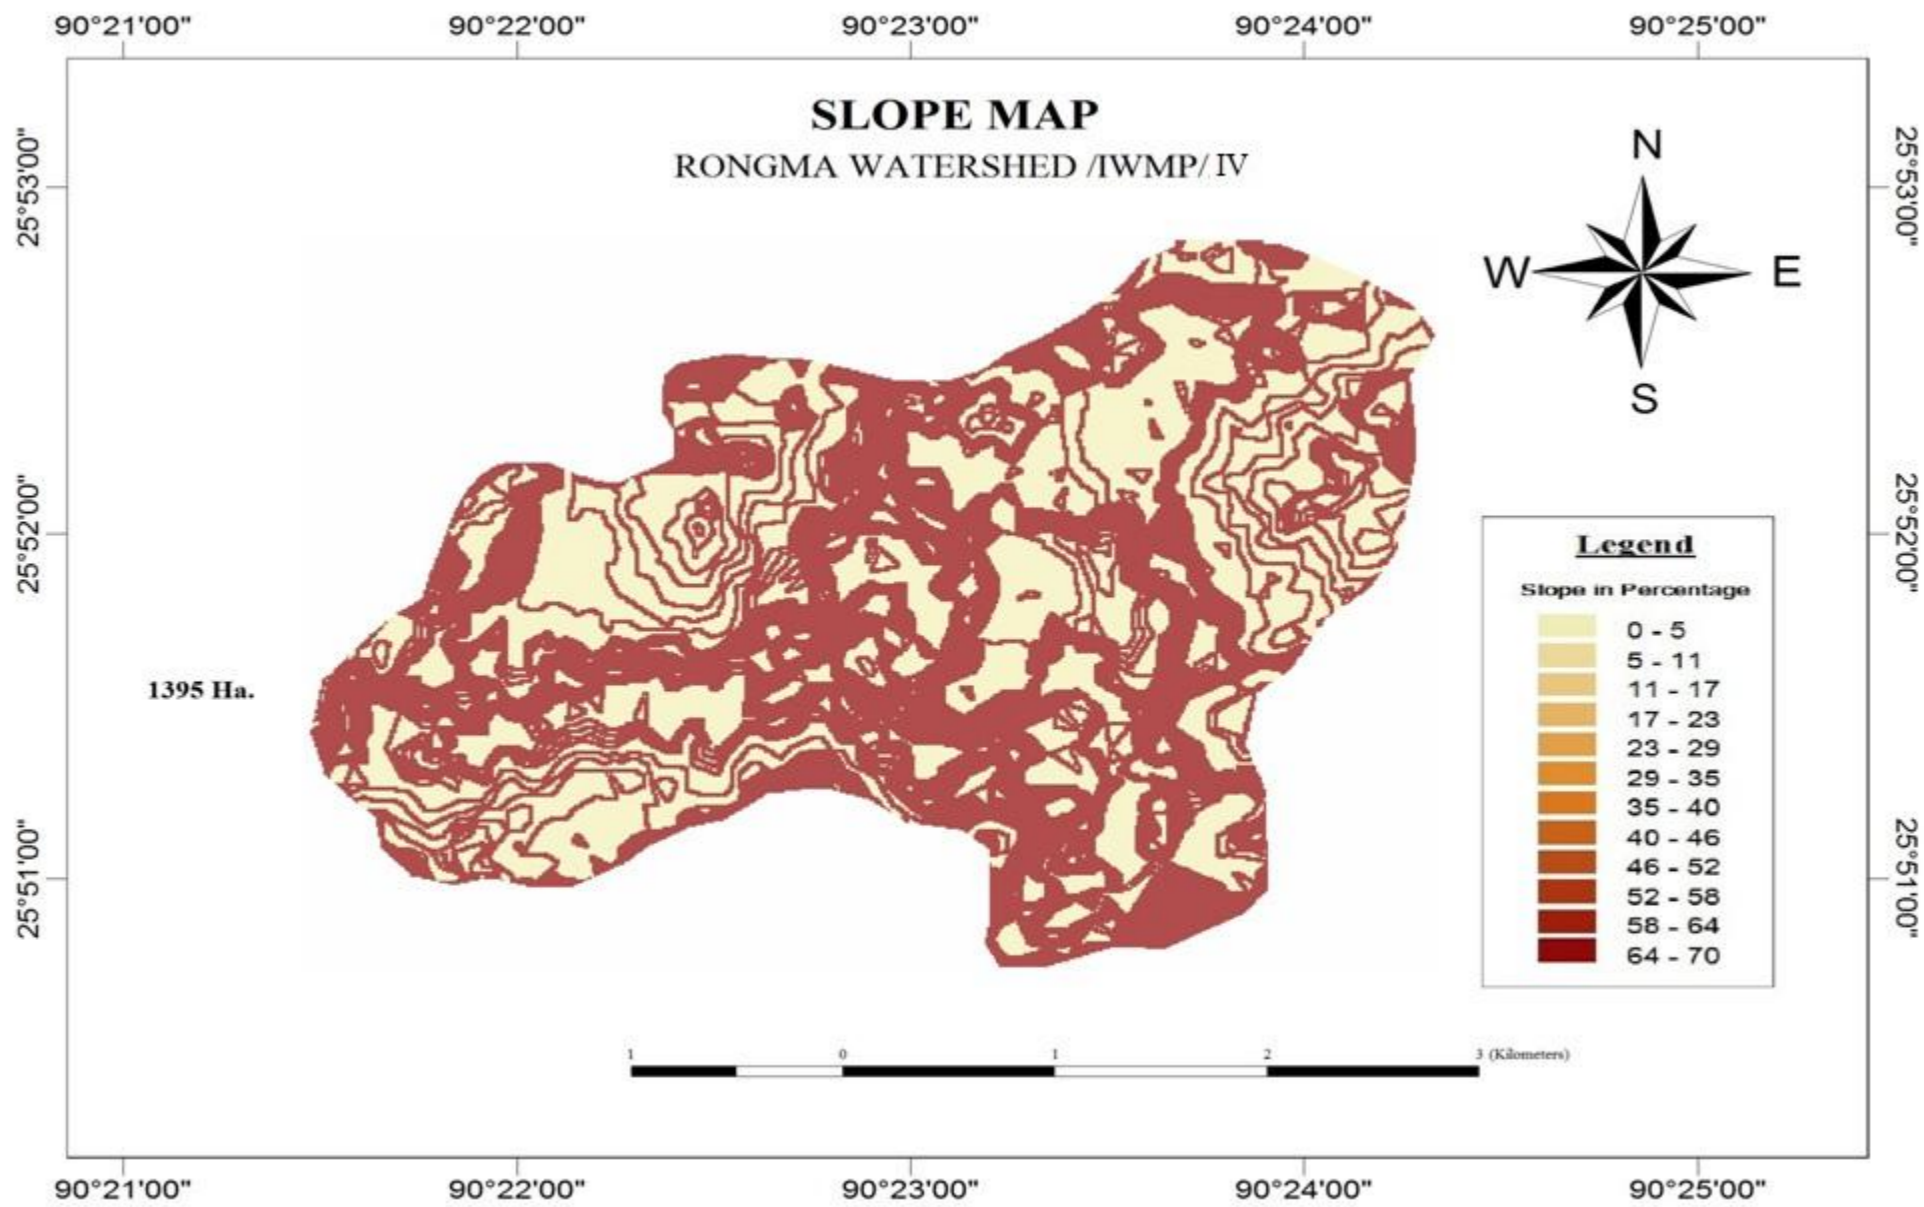 90°21'00" 90°22'00" 90°23'00" 90°24'00" 90°25'00"
SLOPE MAP
RONGMA WATERSHED /IWMP/ IV
25°53'00"
25°53'00"
N
W E
S
25°52'00"
25°52'00"
Legend
Slope in Percentage
0 - 5
5 - 11
11 - 17
17 - 23
23 - 29
29 - 35
35 - 40
40 - 46
46 - 52
52 - 58
58 - 64
64 - 70
1395 Ha.
25°51'00"
25°51'00"
1 0 1 2 3 (Kilometers)
90°21'00" 90°22'00" 90°23'00" 90°24'00" 90°25'00"